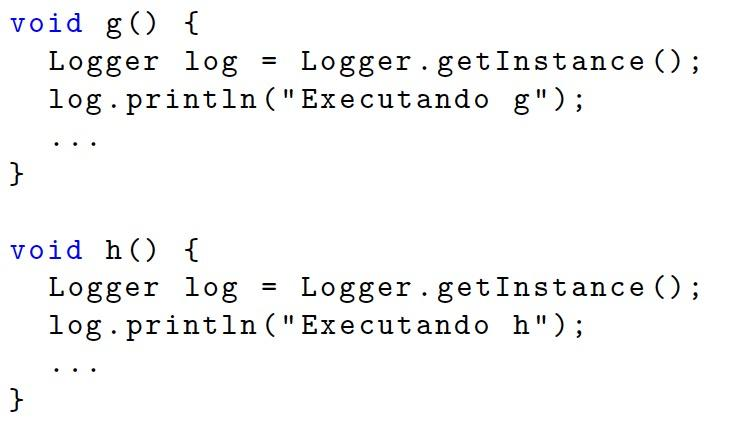 void g() {
  Logger log = Logger.getInstance();
  log.println("Executando g");
  ...
}

void h() {
  Logger log = Logger.getInstance();
  log.println("Executando h");
  ...
}